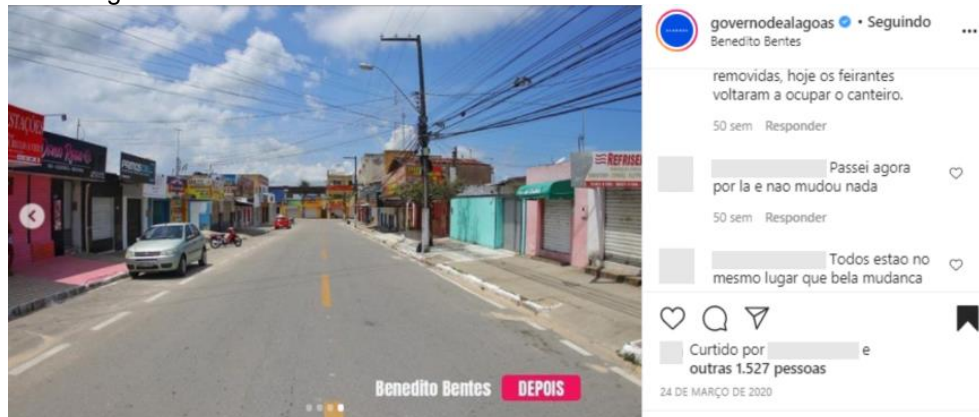 governodealagoas • Seguindo
Benedito Bentes
removidas, hoje os feirantes
voltaram a ocupar o canteiro.
50 sem Responder
Passei agora
por la e nao mudou nada
50 sem Responder
Todos estao no
mesmo lugar que bela mudanca
Curtido por e
outras 1.527 pessoas
24 DE MARÇO DE 2020
REFRISE
Benedito Bentes DEPOIS